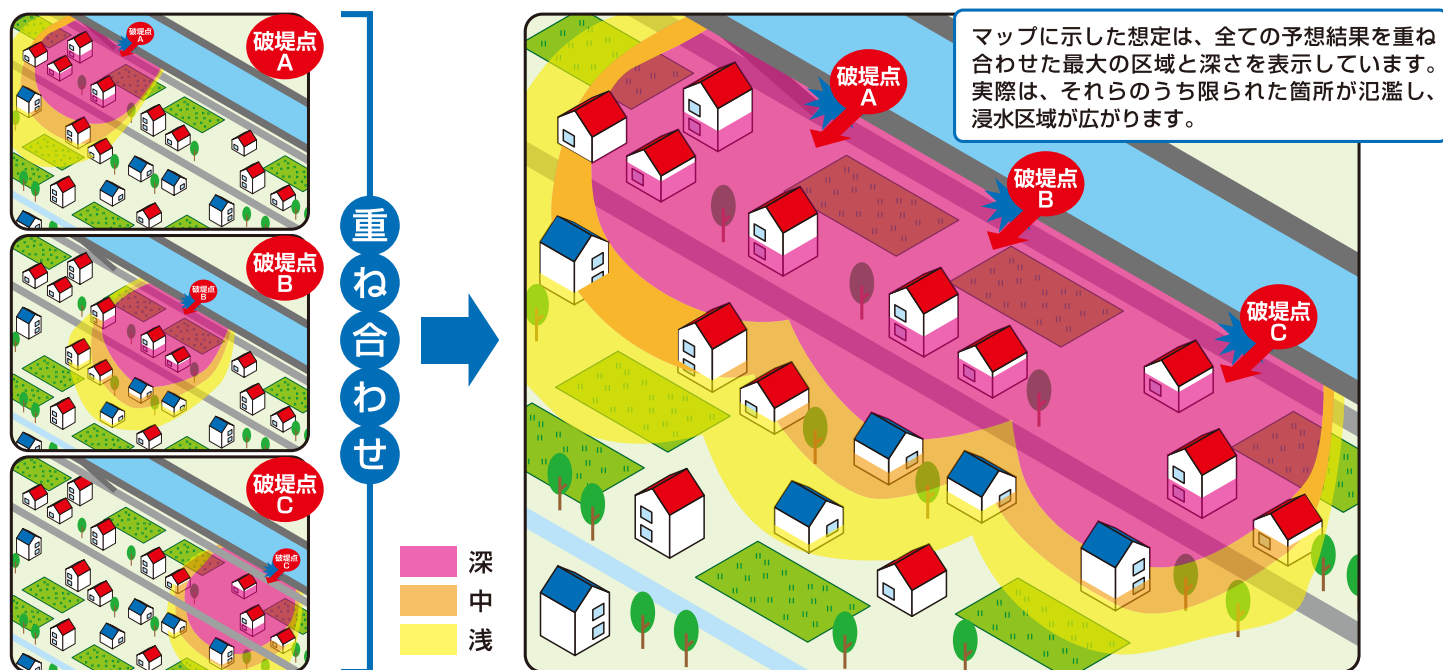 破堤点
A
破堤点
A
破堤点
B
破堤点
B
破堤点
C
破堤点
C
重ね合わせ
深
中
浅
マップに示した想定は、全ての予想結果を重ね
合わせた最大の区域と深さを表示しています。
実際は、それらのうち限られた箇所が氾濫し、
浸水区域が広がります。
破堤点
A
破堤点
B
破堤点
C